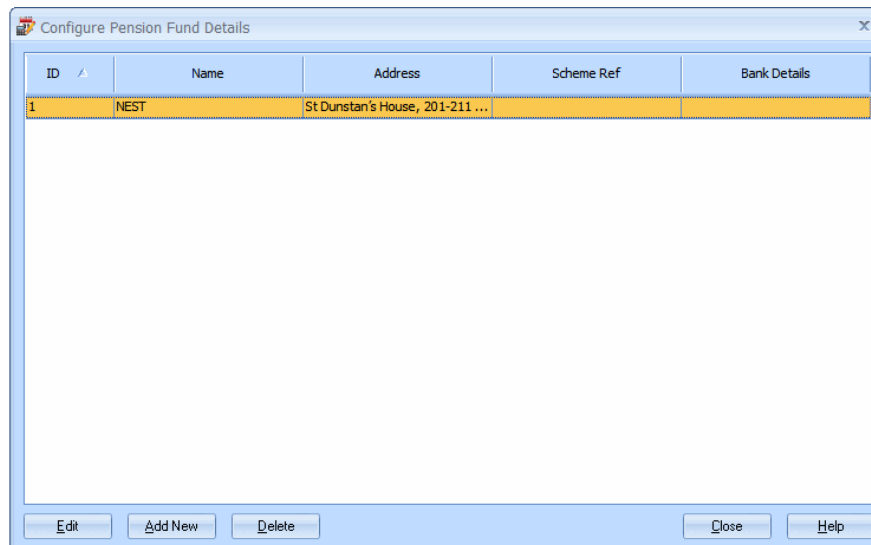 Configure Pension Fund Details
ID Name Address Scheme Ref Bank Details
1 NEST St Dunstan's House, 201-211 ...
Edit Add New Delete Close Help